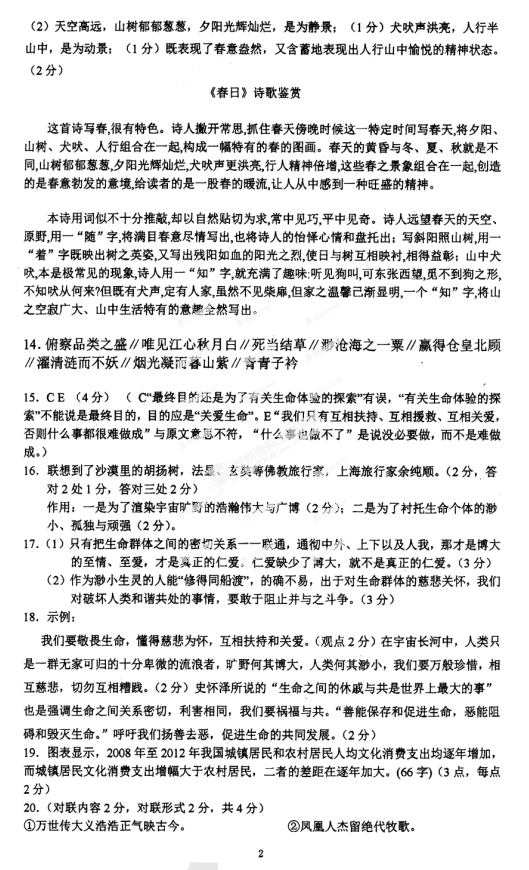 （2）天空高远，山树郁郁葱葱，夕阳光辉灿烂，是为静景；（1分）犬吠声洪亮，人行半
山中，是为动景；（1分）既表现了春意盎然，又含蓄地表现出人行山中愉悦的精神状态。
（2分）
《春日》诗歌鉴赏
这首诗写春,很有特色。诗人撇开常思,抓住春天傍晚时候这一特定时间写春天,将夕阳、
山树、犬吠、人行组合在一起,构成一幅特有的春的图画。春天的黄昏与冬、夏、秋就是不
同,山树郁郁葱葱,夕阳光辉灿烂,犬吠声更洪亮,行人精神倍增,这些春之景象组合在一起,创造
的是春意勃发的意境,给读者的是一股春的暖流,让人从中感到一种旺盛的精神。
本诗用词似不十分推敲,却以自然贴切为求,常中见巧,平中见奇。诗人远望春天的天空、
原野,用一“随”字,将满目春意尽情写出,也将诗人的怡怿心情和盘托出；写斜阳照山树,用一
“着”字既映出树之英姿,又写出残阳如血的阳光之烈,使日与树互相映衬,相得益彰；山中犬
吠,本是极常见的现象,诗人用一“知”字,就充满了趣味:听见狗叫,可东张西望,觅不到狗之形,
不知吠从何来?但既有犬声,定有人家,虽然不见柴扉,但家之温馨已渐显明,一个“知”字,将山
之空寂广大、山中生活特有的意趣全然写出。
14．俯察品类之盛∥唯见江心秋月白∥死当结草∥渺沧海之一粟∥赢得仓皇北顾
∥濯清涟而不妖∥烟光凝而暮山紫∥青青子衿
15．C E（4分）（ C“最终目的还是为了有关生命体验的探索”有误，“有关生命体验的探
索”不能说是最终目的，目的应是“关爱生命”。E“我们只有互相扶持、互相援救、互相关爱，
否则什么事都很难做成”与原文意思不符，“什么事也做不了”是说没必要做，而不是难做
成。）
16．联想到了沙漠里的胡扬树，法显、玄奘等佛教旅行家，上海旅行家余纯顺。（2分，答
对2处1分，答对三处2分）
作用：一是为了渲染宇宙旷野的浩瀚伟大与广博（2分）；二是为了衬托生命个体的渺
小、孤独与顽强（2分）。
17．（1）只有把生命群体之间的密切关系一一联通，通彻中外、上下以及人我，那才是博大
的至情、至爱，才是真正的仁爱。仁爱缺少了博大，就不是真正的仁爱。（3分）
（2）作为渺小生灵的人能“修得同船渡”，的确不易，出于对生命群体的慈悲关怀，我们
对破坏人类和谐共处的事情，要敢于阻止并与之斗争。（3分）
18．示例：
我们要敬畏生命，懂得慈悲为怀，互相扶持和关爱。（观点2分）在宇宙长河中，人类只
是一群无家可归的十分卑微的流浪者，旷野何其博大，人类何其渺小，我们要万般珍惜，相
互慈悲，切勿互相糟践。（2分）史怀泽所说的“生命之间的休戚与共是世界上最大的事”
也是强调生命之间关系密切，利害相同，我们要祸福与共。“善能保存和促进生命，恶能阻
碍和毁灭生命。”呼吁我们扬善去恶，促进生命的共同发展。（2分）
19．图表显示，2008年至2012年我国城镇居民和农村居民人均文化消费支出均逐年增加，
而城镇居民文化消费支出增幅大于农村居民，二者的差距在逐年加大。(66字)（3点，每点
2分）
20．（对联内容2分，对联形式2分，共4分）
①万世传大义浩浩正气映古今。 ②凤凰人杰留绝代牧歌。
2